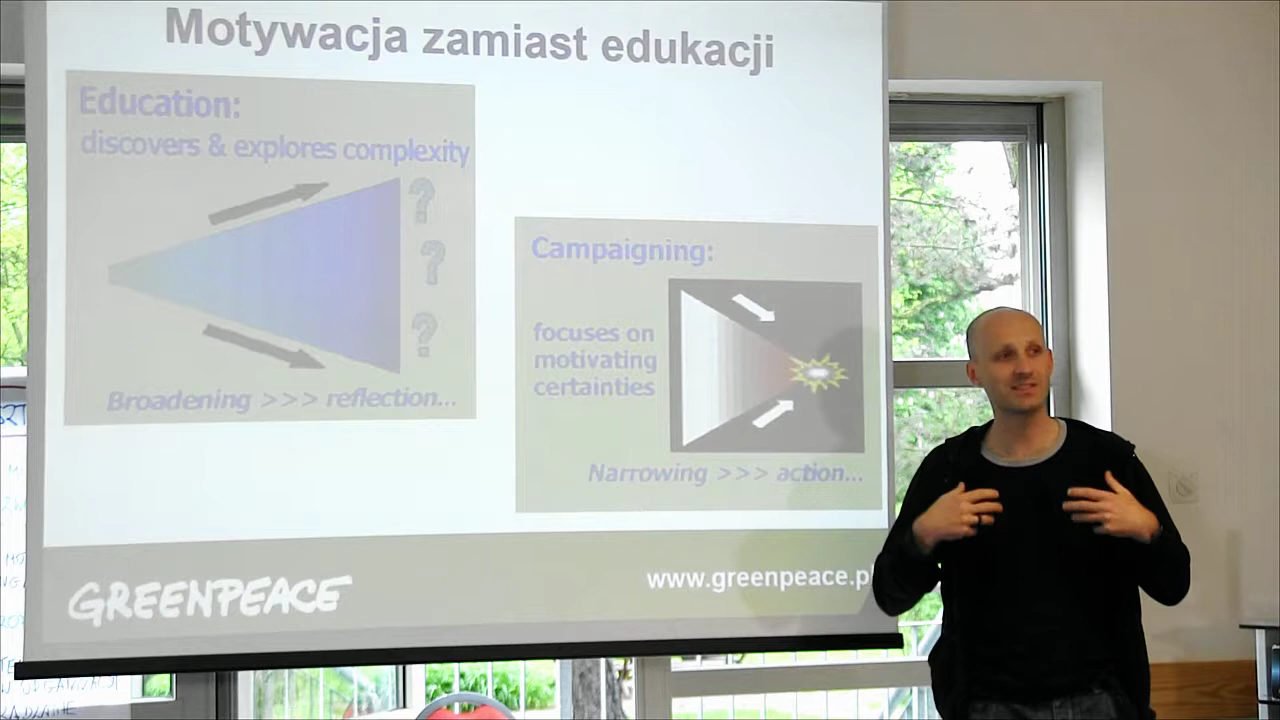 Motywacja zamiast edukacji
Education:
discovers & explores complexity
?
?
?
Broadening >>> reflection...
Campaigning:
focuses on
motivating
certainties
Narrowing >>> action...
GREENPEACE
www.greenpeace.p